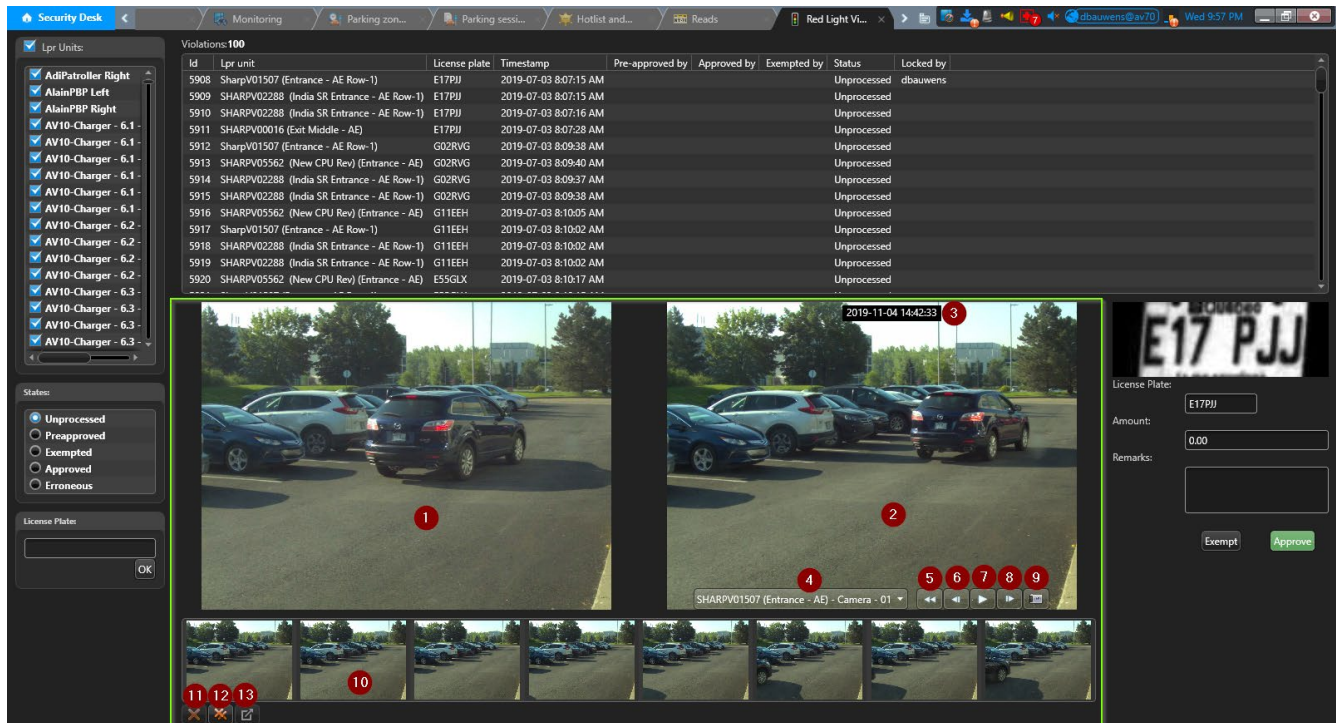 Security Desk
Monitoring
Parking zon...
Parking sessi...
Hotlist and...
Reads
Red Light Vi...
7
dbauwens@av70
Wed 9:57 PM
Lpr Units:
AdiPatroller Right
AlainPBP Left
AlainPBP Right
AV10-Charger - 6.1 -
AV10-Charger - 6.1 -
AV10-Charger - 6.1 -
AV10-Charger - 6.1 -
AV10-Charger - 6.1 -
AV10-Charger - 6.1 -
AV10-Charger - 6.2 -
AV10-Charger - 6.2 -
AV10-Charger - 6.2 -
AV10-Charger - 6.2 -
AV10-Charger - 6.3 -
AV10-Charger - 6.3 -
AV10-Charger - 6.3 -
AV10-Charger - 6.3 -
States:
Unprocessed
Preapproved
Exempted
Approved
Erroneous
License Plate:
OK
Violations:100
Id Lpr unit License plate Timestamp Pre-approved by Approved by Exempted by Status Locked by
5908 SharpV01507 (Entrance - AE Row-1) E17PJJ 2019-07-03 8:07:15 AM Unprocessed dbauwens
5909 SHARPV02288 (India SR Entrance - AE Row-1) E17PJJ 2019-07-03 8:07:15 AM Unprocessed
5910 SHARPV02288 (India SR Entrance - AE Row-1) E17PJJ 2019-07-03 8:07:16 AM Unprocessed
5911 SHARPV00016 (Exit Middle - AE) E17PJJ 2019-07-03 8:07:28 AM Unprocessed
5912 SharpV01507 (Entrance - AE Row-1) G02RVG 2019-07-03 8:09:38 AM Unprocessed
5913 SHARPV05562 (New CPU Rev) (Entrance - AE) G02RVG 2019-07-03 8:09:40 AM Unprocessed
5914 SHARPV02288 (India SR Entrance - AE Row-1) G02RVG 2019-07-03 8:09:37 AM Unprocessed
5915 SHARPV02288 (India SR Entrance - AE Row-1) G02RVG 2019-07-03 8:09:38 AM Unprocessed
5916 SHARPV05562 (New CPU Rev) (Entrance - AE) G11EEH 2019-07-03 8:10:05 AM Unprocessed
5917 SharpV01507 (Entrance - AE Row-1) G11EEH 2019-07-03 8:10:02 AM Unprocessed
5918 SHARPV02288 (India SR Entrance - AE Row-1) G11EEH 2019-07-03 8:10:02 AM Unprocessed
5919 SHARPV02288 (India SR Entrance - AE Row-1) G11EEH 2019-07-03 8:10:02 AM Unprocessed
5920 SHARPV05562 (New CPU Rev) (Entrance - AE) E55GLX 2019-07-03 8:10:17 AM Unprocessed
2019-11-04 14:42:33
3
1
2
4
5 6 7 8 9
SHARPV01507 (Entrance - AE) - Camera - 01
10
11 12 13
E17 PJJ
License Plate:
E17PJJ
Amount:
0.00
Remarks:
Exempt
Approve